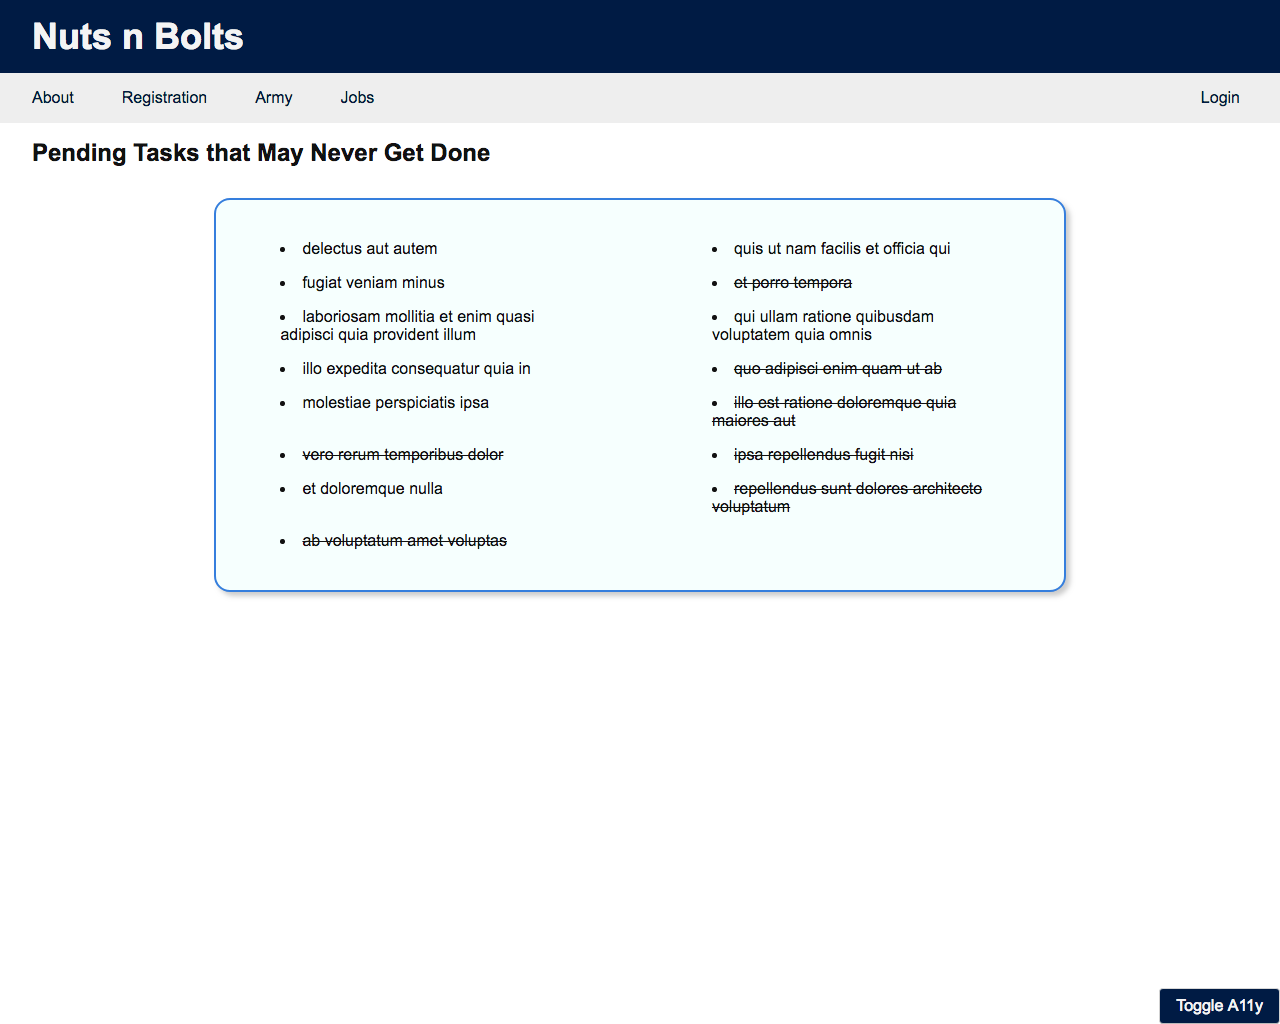 Nuts n Bolts
About Registration Army Jobs Login
Pending Tasks that May Never Get Done
• delectus aut autem
• quis ut nam facilis et officia qui
• fugiat veniam minus
• et porro tempora
• laboriosam mollitia et enim quasi
adipisci quia provident illum
• qui ullam ratione quibusdam
voluptatem quia omnis
• illo expedita consequatur quia in
• quo adipisci enim quam ut ab
• molestiae perspiciatis ipsa
• illo est ratione doloremque quia
maiores aut
• vero rerum temporibus dolor
• ipsa repellendus fugit nisi
• et doloremque nulla
• repellendus sunt dolores architecto
voluptatum
• ab voluptatum amet voluptas
Toggle A11y